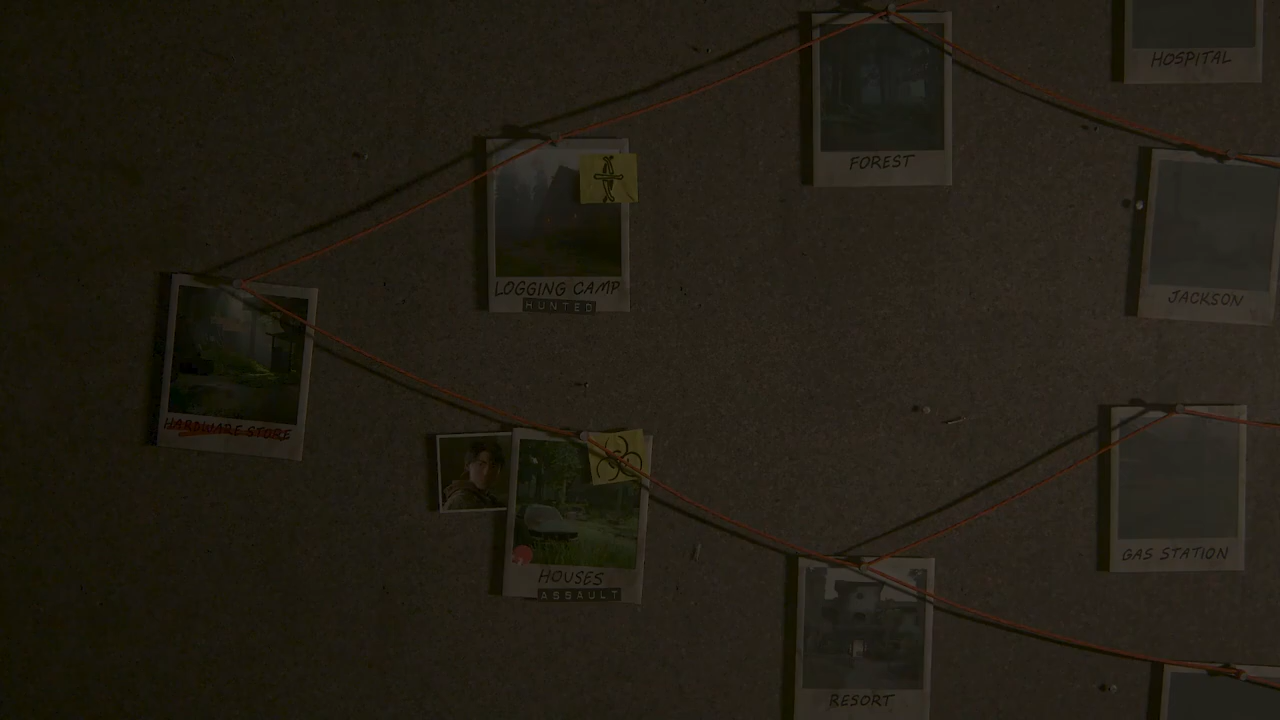 HOSPITAL
FOREST
JACKSON
LOGGING CAMP
HUNTED
HARDWARE STORE
GAS STATION
HOUSES
ASSAULT
RESORT